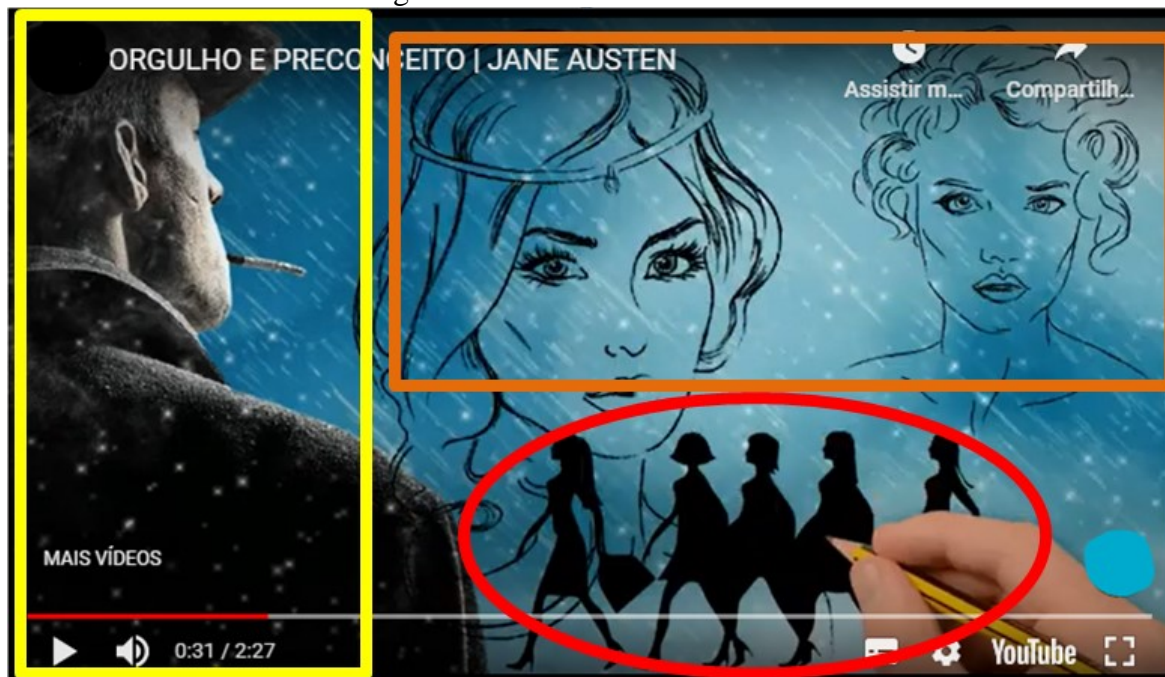 ORGULHO E PRECONCEITO | JANE AUSTEN
Assistir m... Compartilh...
MAIS VÍDEOS
0:31 / 2:27
YouTube